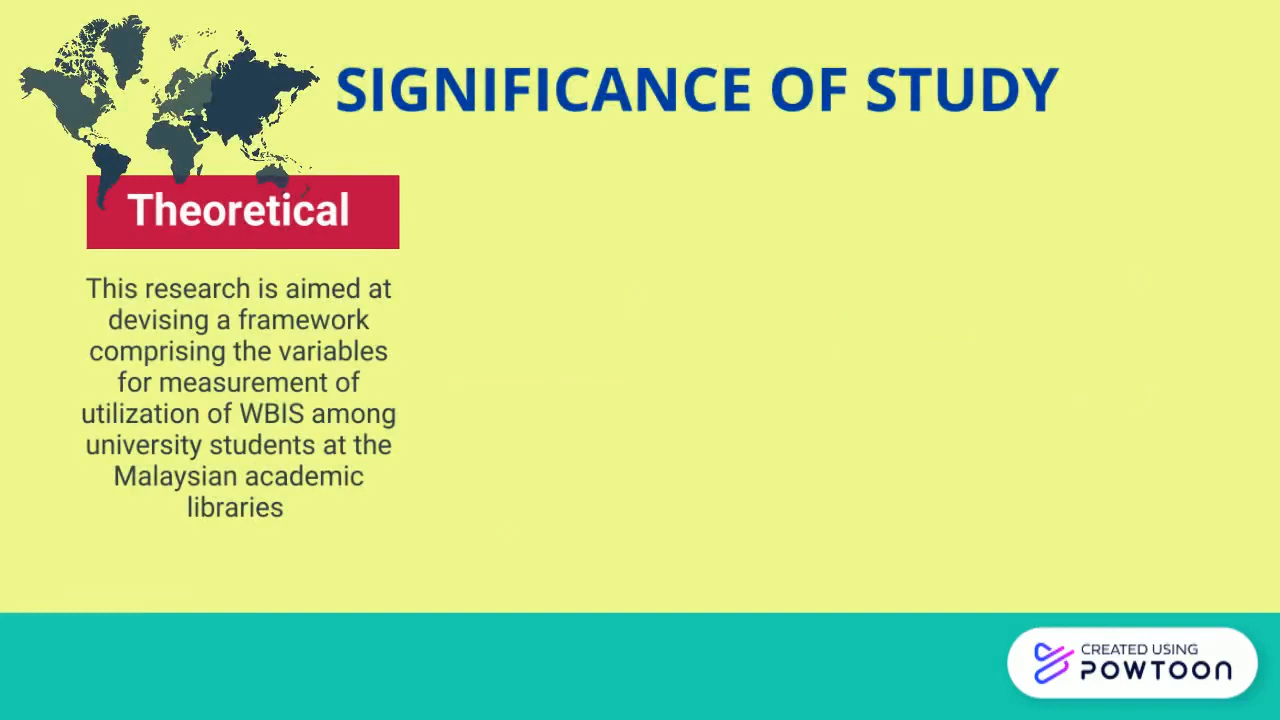 SIGNIFICANCE OF STUDY
Theoretical
This research is aimed at
devising a framework
comprising the variables
for measurement of
utilization of WBIS among
university students at the
Malaysian academic
libraries
CREATED USING
POWTOON